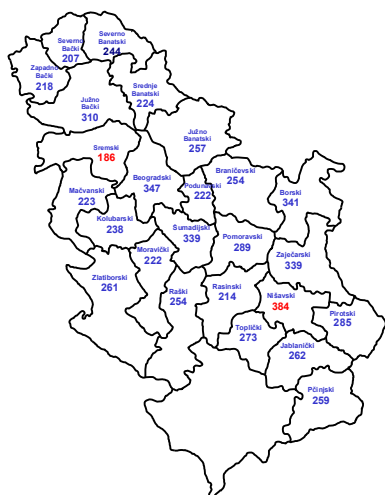 Severno
Bački
207
Severno
Banatski
244
Zapadno
Bački
218
Srednje
Banatski
224
Južno
Bački
310
Južno
Banatski
257
Sremski
186
Beogradski
347
Podunavski
222
Braničevski
254
Borski
341
Mačvanski
223
Kolubarski
238
Šumadijski
339
Pomoravski
289
Zaječarski
339
Moravički
222
Zlatiborski
261
Raški
254
Rasinski
214
Nišavski
384
Pirotski
285
Toplički
273
Jablanički
262
Pčinjski
259